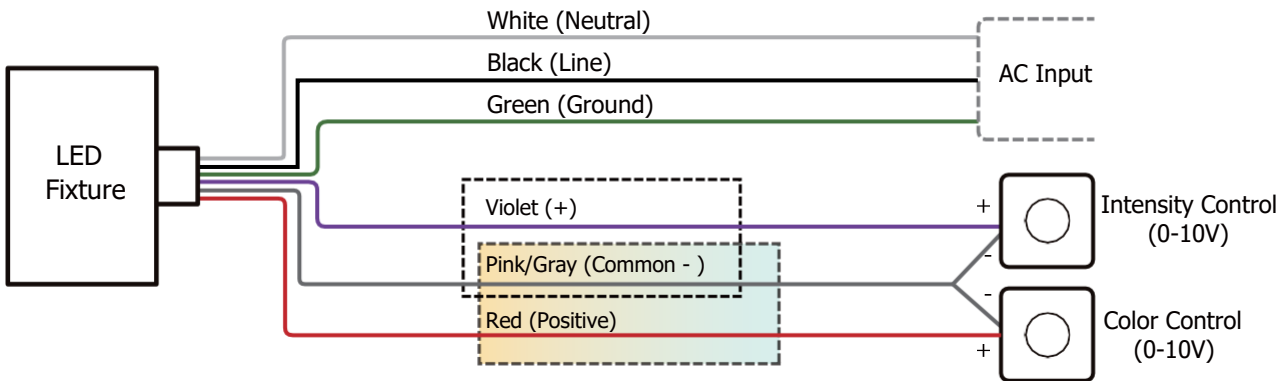 White (Neutral)
Black (Line)
AC Input
Green (Ground)
LED
Fixture
Violet (+)
+
Intensity Control
(0-10V)
-
Pink/Gray (Common - )
-
Red (Positive)
Color Control
(0-10V)
+